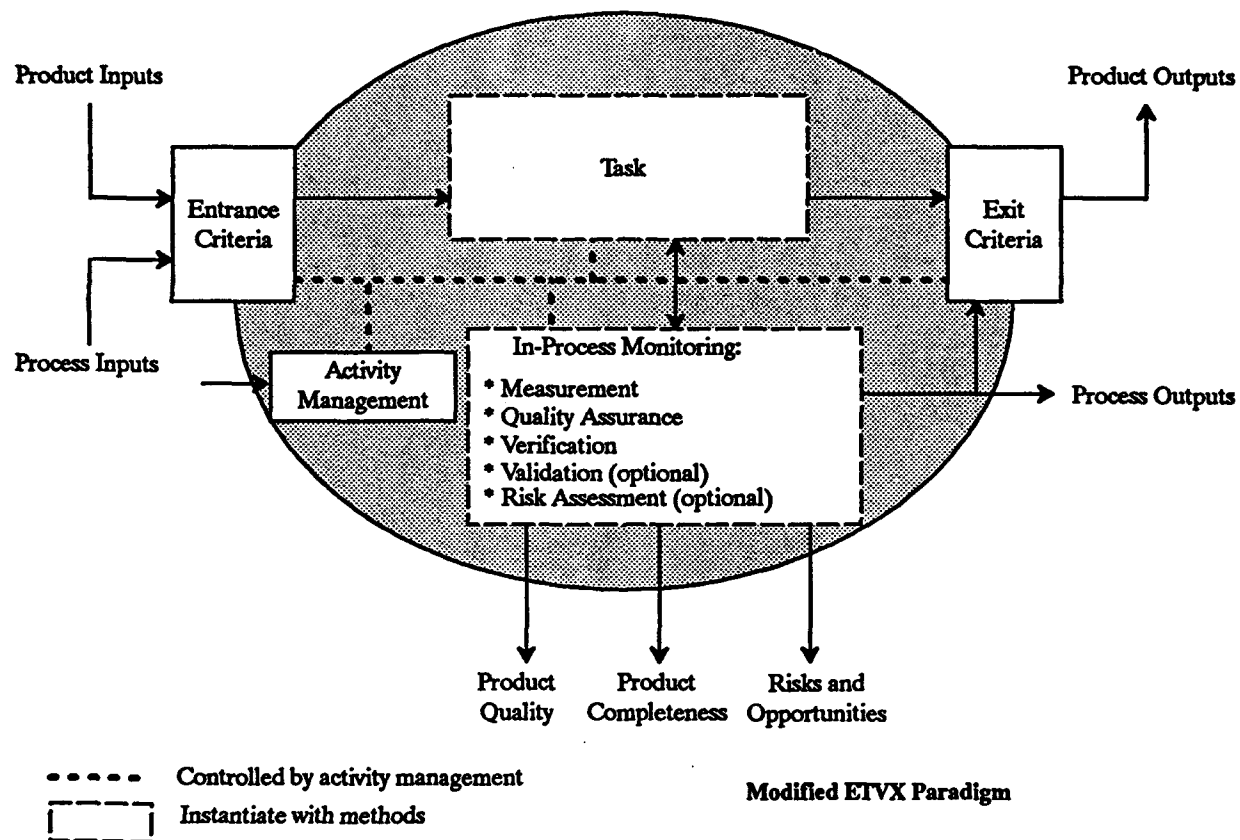 Product Inputs
Product Outputs
Task
Entrance
Criteria
Exit
Criteria
Process Inputs
Activity
Management
In-Process Monitoring:
* Measurement
* Quality Assurance
* Verification
* Validation (optional)
* Risk Assessment (optional)
Process Outputs
Product
Quality
Product
Completeness
Risks and
Opportunities
Controlled by activity management
Instantiate with methods
Modified ETVX Paradigm